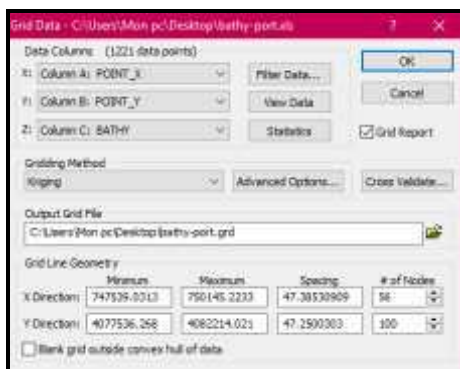 Grid Data - C:\Users\Mon pc\Desktop\bathy-port.xls ? ×
Data Columns (1221 data points)
OK
X: Column A: POINT_X Filter Data...
Cancel
Y: Column B: POINT_Y View Data
Z: Column C: BATHY Statistics Grid Report
Gridding Method
Kriging Advanced Options... Cross Validate...
Output Grid File
C:\Users\Mon pc\Desktop\bathy-port.grd
Grid Line Geometry
Minimum Maximum Spacing # of Nodes
X Direction: 747539.0313 750145.2233 47.38530909 56
Y Direction: 4077536.268 4082214.021 47.2500303 100
Blank grid outside convex hull of data